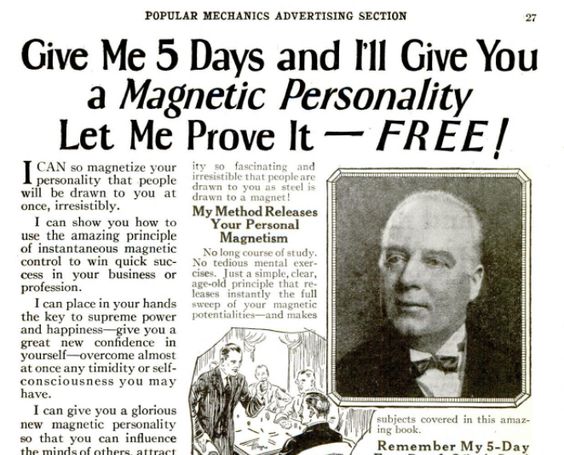 POPULAR MECHANICS ADVERTISING SECTION
27
Give Me 5 Days and I'll Give You
a Magnetic Personality
Let Me Prove It — FREE!
I CAN so magnetize your
personality that people
will be drawn to you at
once, irresistibly.
I can show you how to
use the amazing principle
of instantaneous magnetic
control to win quick suc-
cess in your business or
profession.
I can place in your hands
the key to supreme power
and happiness—give you a
great new confidence in
yourself—overcome almost
at once any timidity or self-
consciousness you may
have.
I can give you a glorious
new magnetic personality
so that you can influence
the minds of others, attract
ity so fascinating and
irresistible that people are
drawn to you as steel is
drawn to a magnet!
My Method Releases
Your Personal
Magnetism
No long course of study.
No tedious mental exer-
cises. Just a simple, clear,
age-old principle that re-
leases instantly the full
sweep of your magnetic
potentialities—and makes
subjects covered in this amaz-
ing book.
Remember My 5-Day